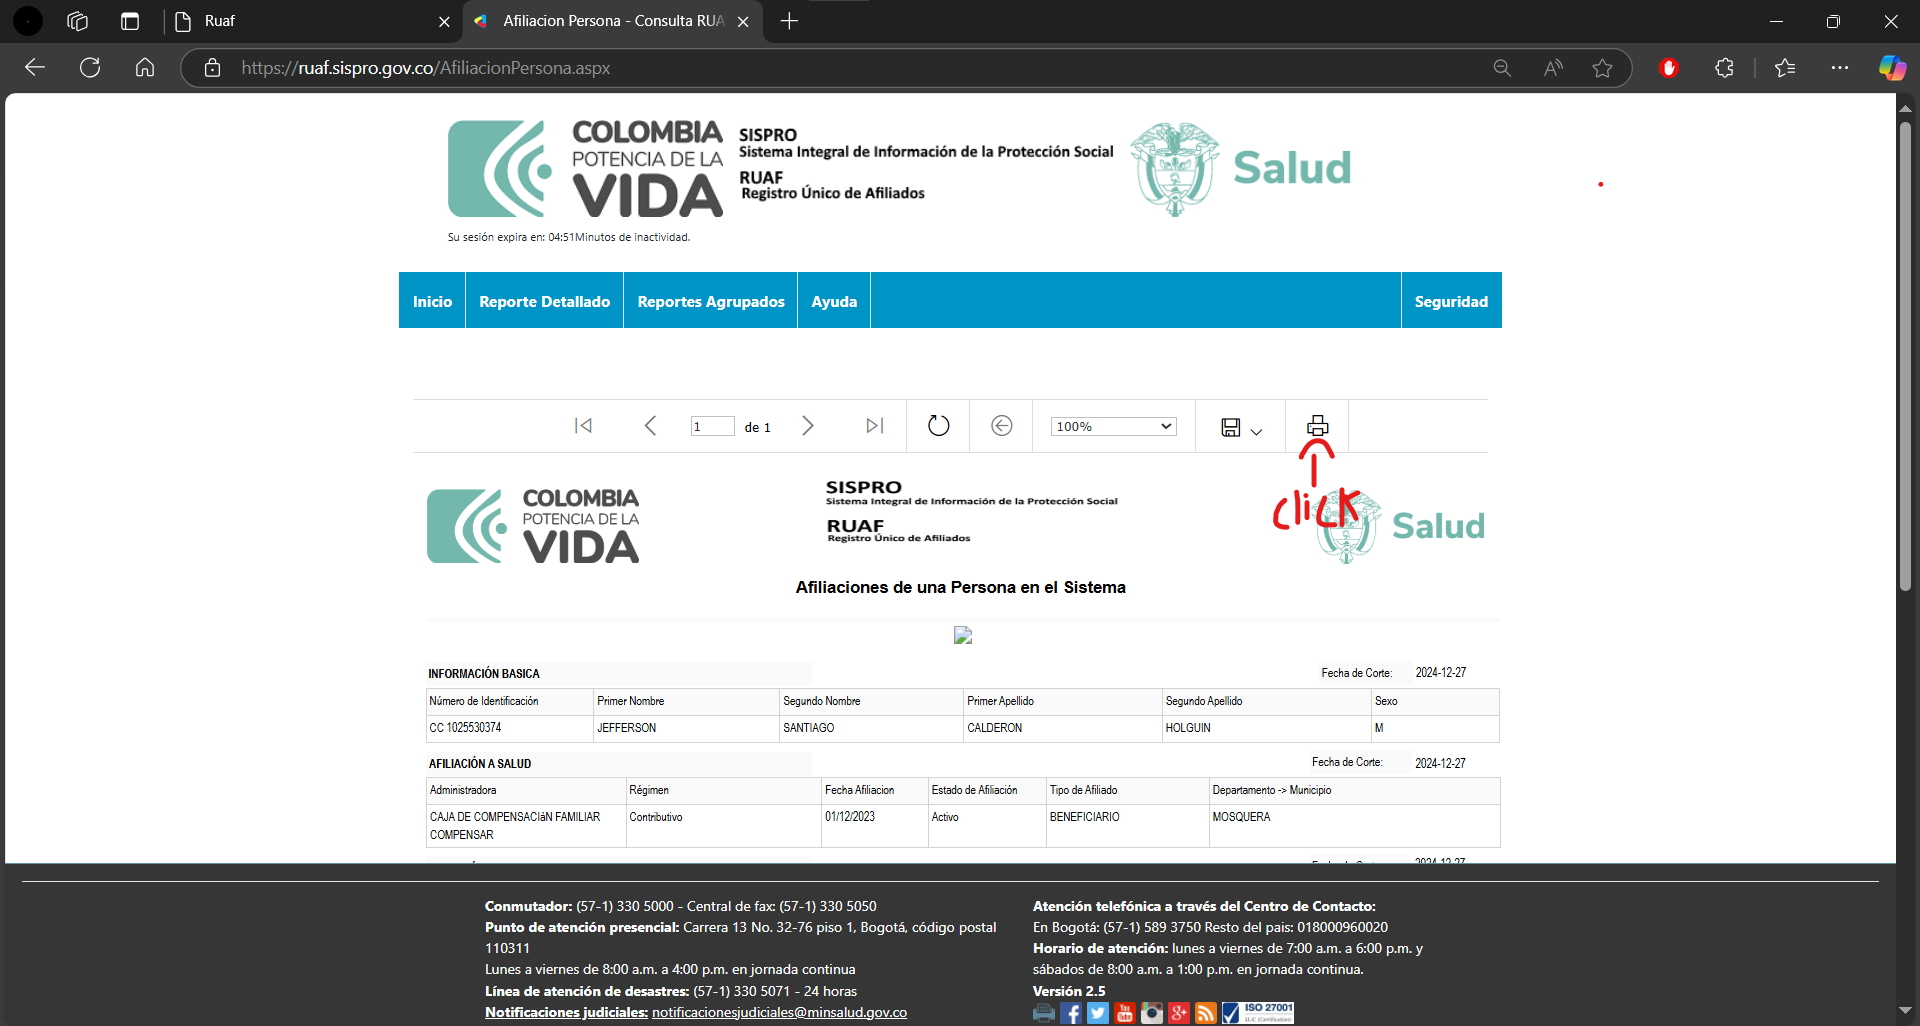 Ruaf
Afiliacion Persona - Consulta RUA
https://ruaf.sispro.gov.co/AfiliacionPersona.aspx
COLOMBIA
POTENCIA DE LA
VIDA
SISPRO
Sistema Integral de Información de la Protección Social
RUAF
Registro Único de Afiliados
Salud
Su sesión expira en: 04:51Minutos de inactividad.
Inicio Reporte Detallado Reportes Agrupados Ayuda Seguridad
1 de 1 100%
click
COLOMBIA
POTENCIA DE LA
VIDA
SISPRO
Sistema Integral de Información de la Protección Social
RUAF
Registro Único de Afiliados
Salud
Afiliaciones de una Persona en el Sistema
INFORMACIÓN BASICA Fecha de Corte: 2024-12-27
Número de Identificación Primer Nombre Segundo Nombre Primer Apellido Segundo Apellido Sexo
CC 1025530374 JEFFERSON SANTIAGO CALDERON HOLGUIN M
AFILIACIÓN A SALUD Fecha de Corte: 2024-12-27
Administradora Régimen Fecha Afiliacion Estado de Afiliación Tipo de Afiliado Departamento -> Municipio
CAJA DE COMPENSACIóN FAMILIAR COMPENSAR Contributivo 01/12/2023 Activo BENEFICIARIO MOSQUERA
Conmutador: (57-1) 330 5000 - Central de fax: (57-1) 330 5050
Punto de atención presencial: Carrera 13 No. 32-76 piso 1, Bogotá, código postal
110311
Lunes a viernes de 8:00 a.m. a 4:00 p.m. en jornada continua
Línea de atención de desastres: (57-1) 330 5071 - 24 horas
Notificaciones judiciales: notificacionesjudiciales@minsalud.gov.co
Atención telefónica a través del Centro de Contacto:
En Bogotá: (57-1) 589 3750 Resto del pais: 018000960020
Horario de atención: lunes a viernes de 7:00 a.m. a 6:00 p.m. y
sábados de 8:00 a.m. a 1:00 p.m. en jornada continua.
Versión 2.5
ISO 27001